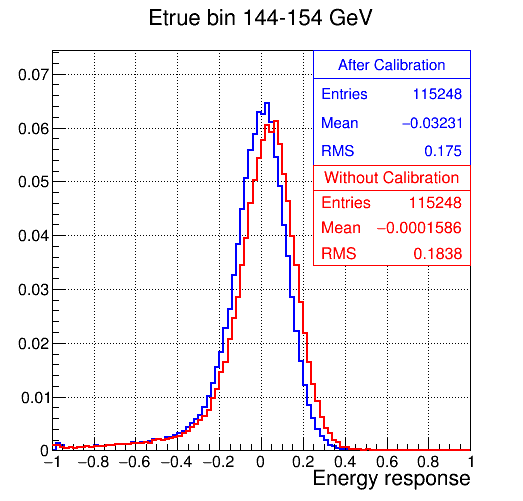 Etrue bin 144-154 GeV
After Calibration
Entries 115248
Mean −0.03231
RMS 0.175
Without Calibration
Entries 115248
Mean −0.0001586
RMS 0.1838
0.07
0.06
0.05
0.04
0.03
0.02
0.01
0
−1 −0.8 −0.6 −0.4 −0.2 0 0.2 0.4 0.6 0.8 1
Energy response